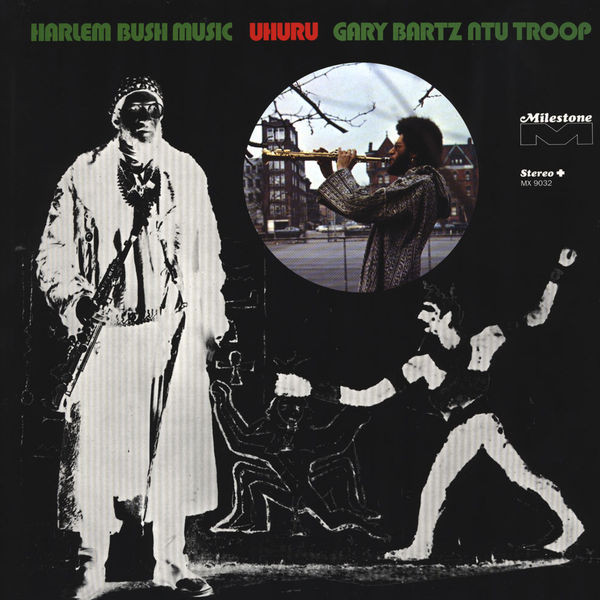 HARLEM BUSH MUSIC UHURU GARY BARTZ NTU TROOP
Milestone
M
Stereo +
MX 9032